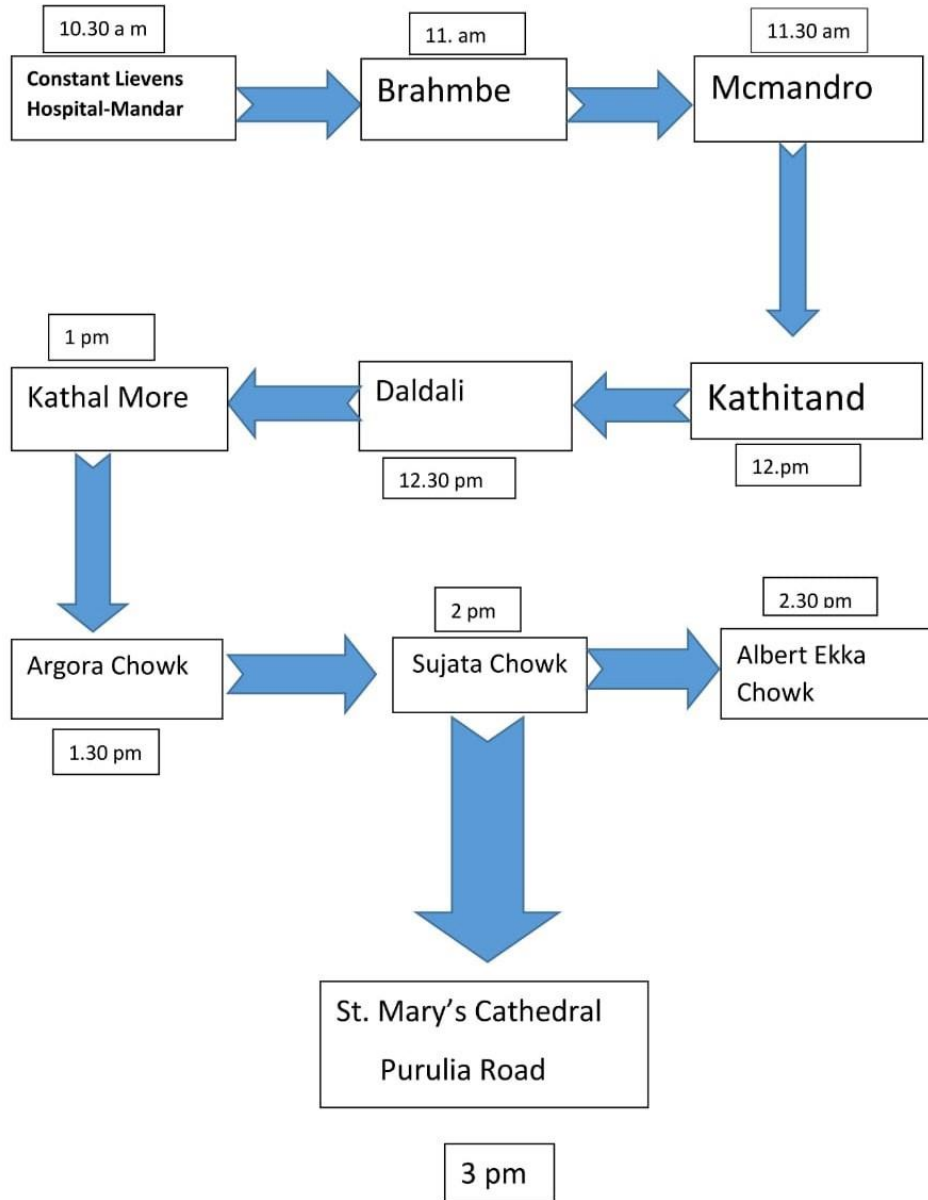 10.30 a m
Constant Lievens
Hospital-Mandar
11. am
Brahmbe
11.30 am
Mcmandro
12.pm
Kathitand
12.30 pm
Daldali
1 pm
Kathal More
1.30 pm
Argora Chowk
2 pm
Sujata Chowk
2.30 pm
Albert Ekka
Chowk
St. Mary's Cathedral
Purulia Road
3 pm